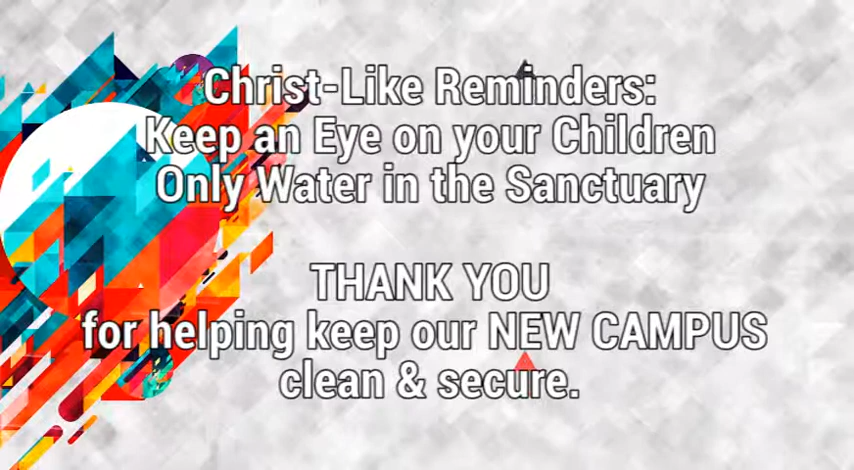 Christ-Like Reminders:
Keep an Eye on your Children
Only Water in the Sanctuary
THANK YOU
for helping keep our NEW CAMPUS
clean & secure.